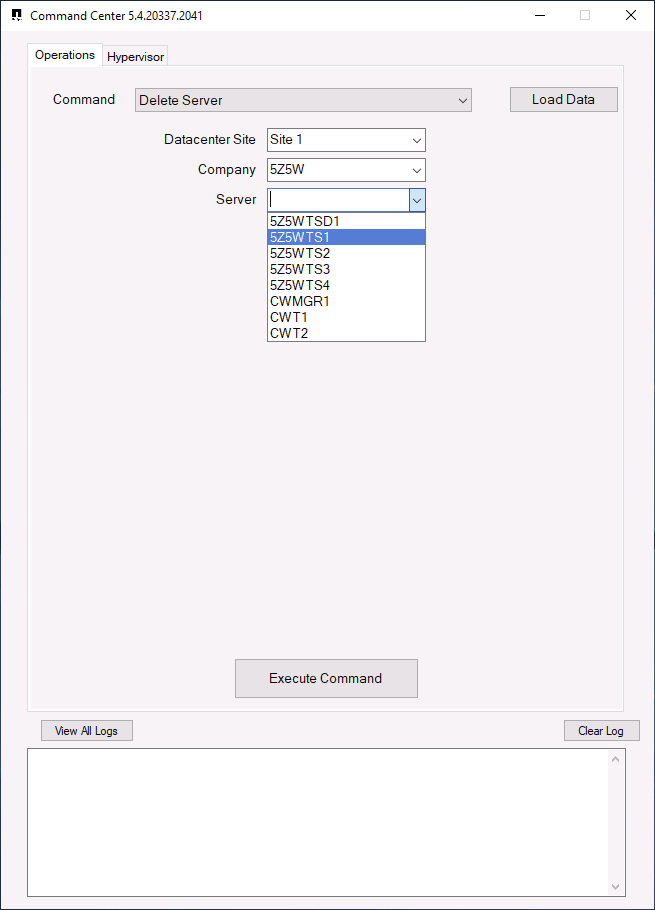 Command Center 5.4.20337.2041
Operations
Hypervisor
Command
Delete Server
Load Data
Datacenter Site
Site 1
Company
5Z5W
Server
5Z5WTSD1
5Z5WTS1
5Z5WTS2
5Z5WTS3
5Z5WTS4
CWMGR1
CWT1
CWT2
Execute Command
View All Logs
Clear Log